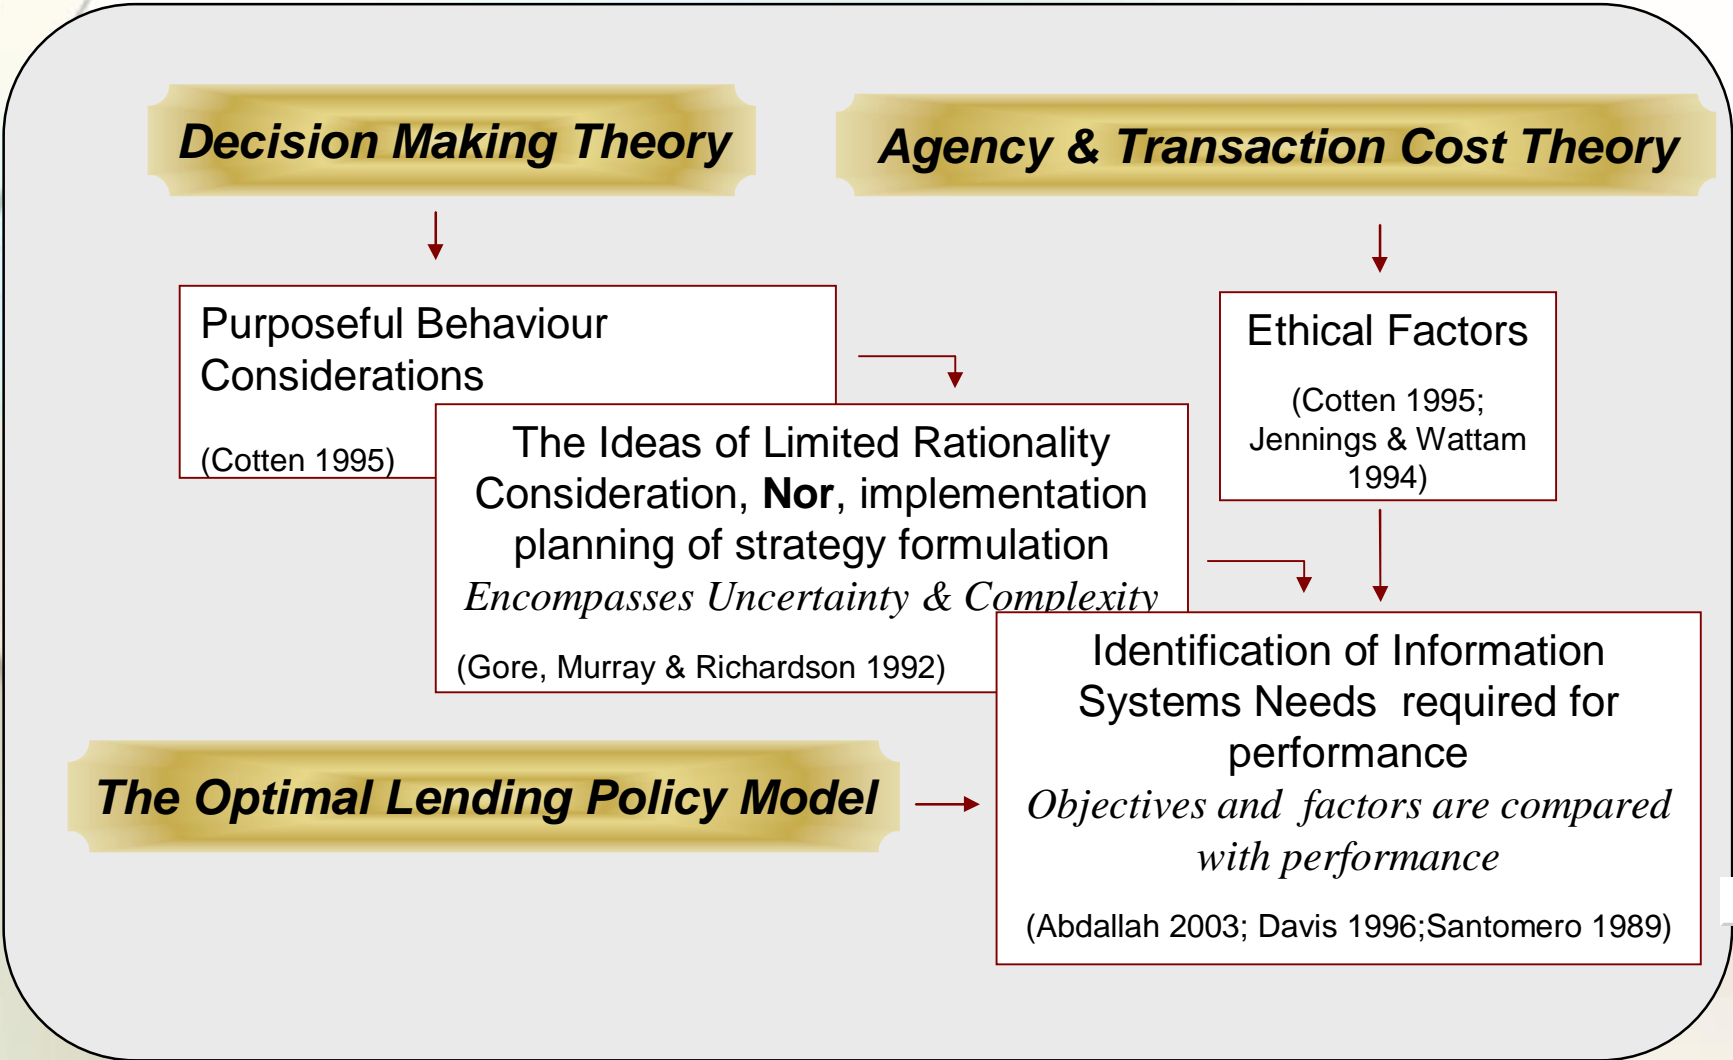 Decision Making Theory
Agency & Transaction Cost Theory
Purposeful Behaviour
Considerations
(Cotten 1995)
Ethical Factors
(Cotten 1995;
Jennings & Wattam
1994)
The Ideas of Limited Rationality
Consideration, Nor, implementation
planning of strategy formulation
Encompasses Uncertainty & Complexity
(Gore, Murray & Richardson 1992)
The Optimal Lending Policy Model
Identification of Information
Systems Needs  required for
performance
Objectives and  factors are compared
with performance
(Abdallah 2003; Davis 1996;Santomero 1989)